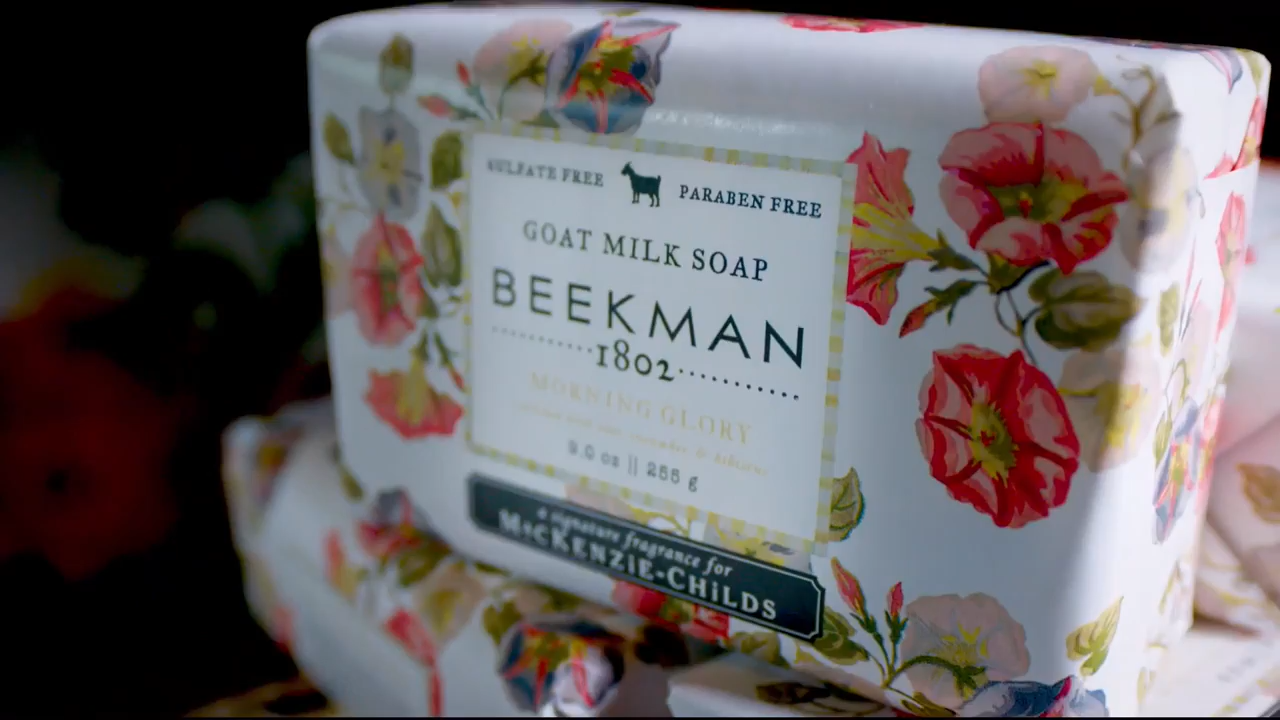 SULFATE FREE PARABEN FREE
GOAT MILK SOAP
BEEKMAN
1802
MORNING GLORY
& hibiscus
9.0 oz || 255 g
a signature fragrance for
MACKENZIE-CHILDS